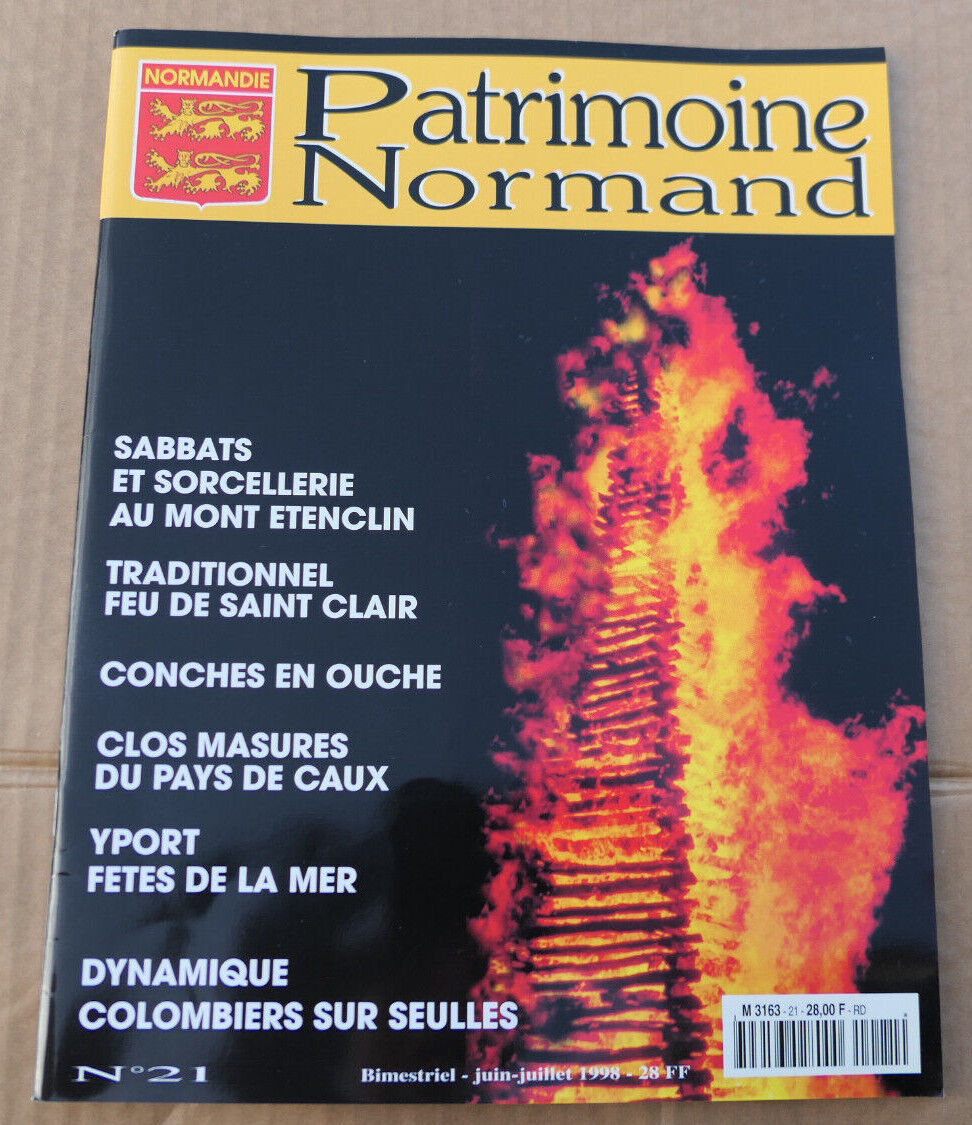 NORMANDIE
Patrimoine
Normand
SABBATS
ET SORCELLERIE
AU MONT ETENCLIN
TRADITIONNEL
FEU DE SAINT CLAIR
CONCHES EN OUCHE
CLOS MASURES
DU PAYS DE CAUX
YPORT
FETES DE LA MER
DYNAMIQUE
COLOMBIERS SUR SEULLES
M 3163 - 21 - 28,00 F - RD
N°21
Bimestriel - juin-juillet 1998 - 28 FF